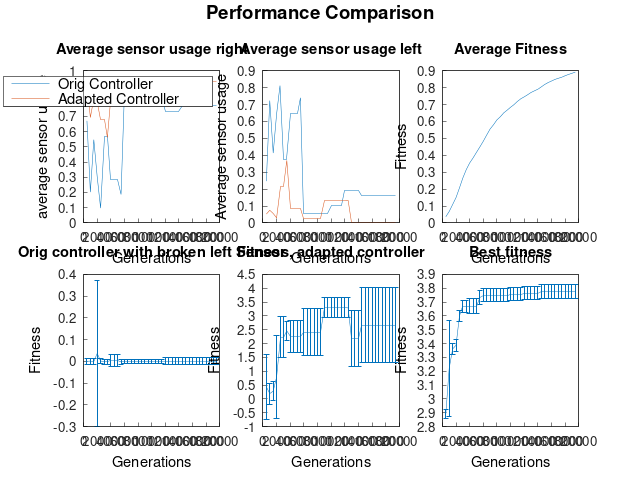 Performance Comparison
Average sensor usage right
Average sensor usage left
Average Fitness
Orig Controller
Adapted Controller
average sensor u
1
0.7
0.6
0.5
0.4
0.3
0.2
0.1
0
Generations
Average sensor usage
0.9
0.8
0.7
0.6
0.5
0.4
0.3
0.2
0.1
0
Generations
Fitness
0.9
0.8
0.7
0.6
0.5
0.4
0.3
0.2
0.1
0
Generations
Orig controller with broken left Sensor
Fitness, adapted controller
Best fitness
Fitness
0.4
0.3
0.2
0.1
0
-0.1
-0.2
-0.3
Generations
Fitness
4.5
4
3.5
3
2.5
2
1.5
1
0.5
0
-0.5
-1
Generations
Fitness
3.9
3.8
3.7
3.6
3.5
3.4
3.3
3.2
3.1
3
2.9
2.8
Generations